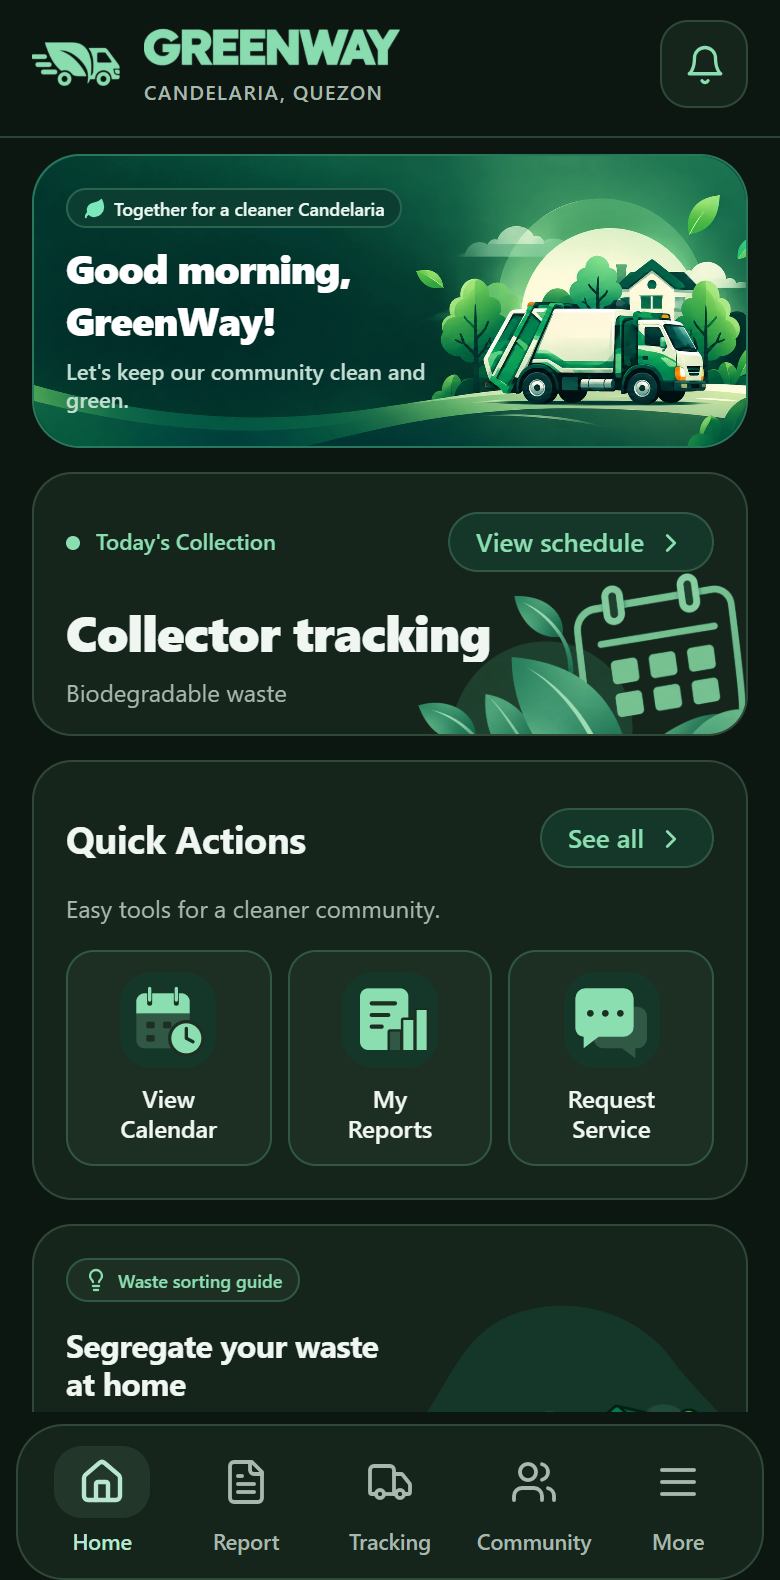 GREENWAY
CANDELARIA, QUEZON
Together for a cleaner Candelaria
Good morning,
GreenWay!
Let's keep our community clean and
green.
Today's Collection
View schedule
Collector tracking
Biodegradable waste
Quick Actions
See all
Easy tools for a cleaner community.
View
Calendar
My
Reports
Request
Service
Waste sorting guide
Segregate your waste
at home
Home
Report
Tracking
Community
More